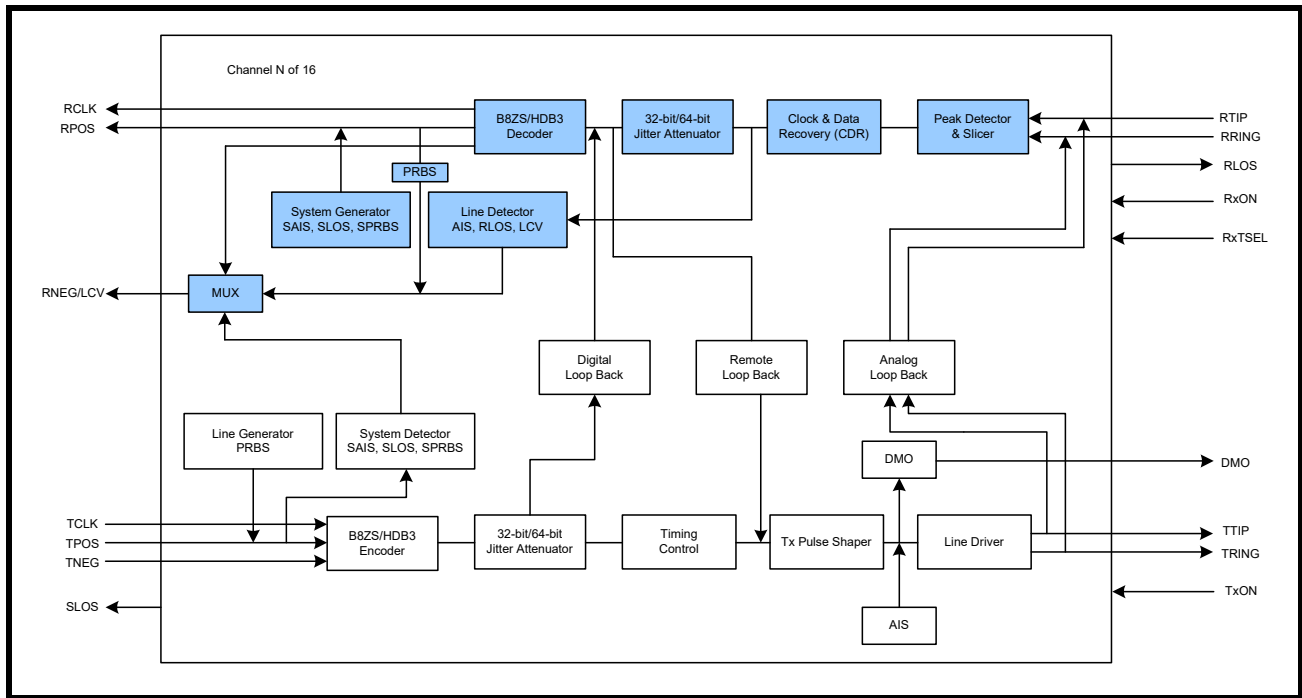 Channel N of 16
RCLK
RPOS
B8ZS/HDB3
Decoder
32-bit/64-bit
Jitter Attenuator
Clock & Data
Recovery (CDR)
Peak Detector
& Slicer
RTIP
RRING
RLOS
PRBS
System Generator
SAIS, SLOS, SPRBS
Line Detector
AIS, RLOS, LCV
RxON
RxTSEL
RNEG/LCV
MUX
Digital
Loop Back
Remote
Loop Back
Analog
Loop Back
Line Generator
PRBS
System Detector
SAIS, SLOS, SPRBS
DMO
DMO
TCLK
TPOS
TNEG
B8ZS/HDB3
Encoder
32-bit/64-bit
Jitter Attenuator
Timing
Control
Tx Pulse Shaper
Line Driver
TTIP
TRING
TxON
SLOS
AIS